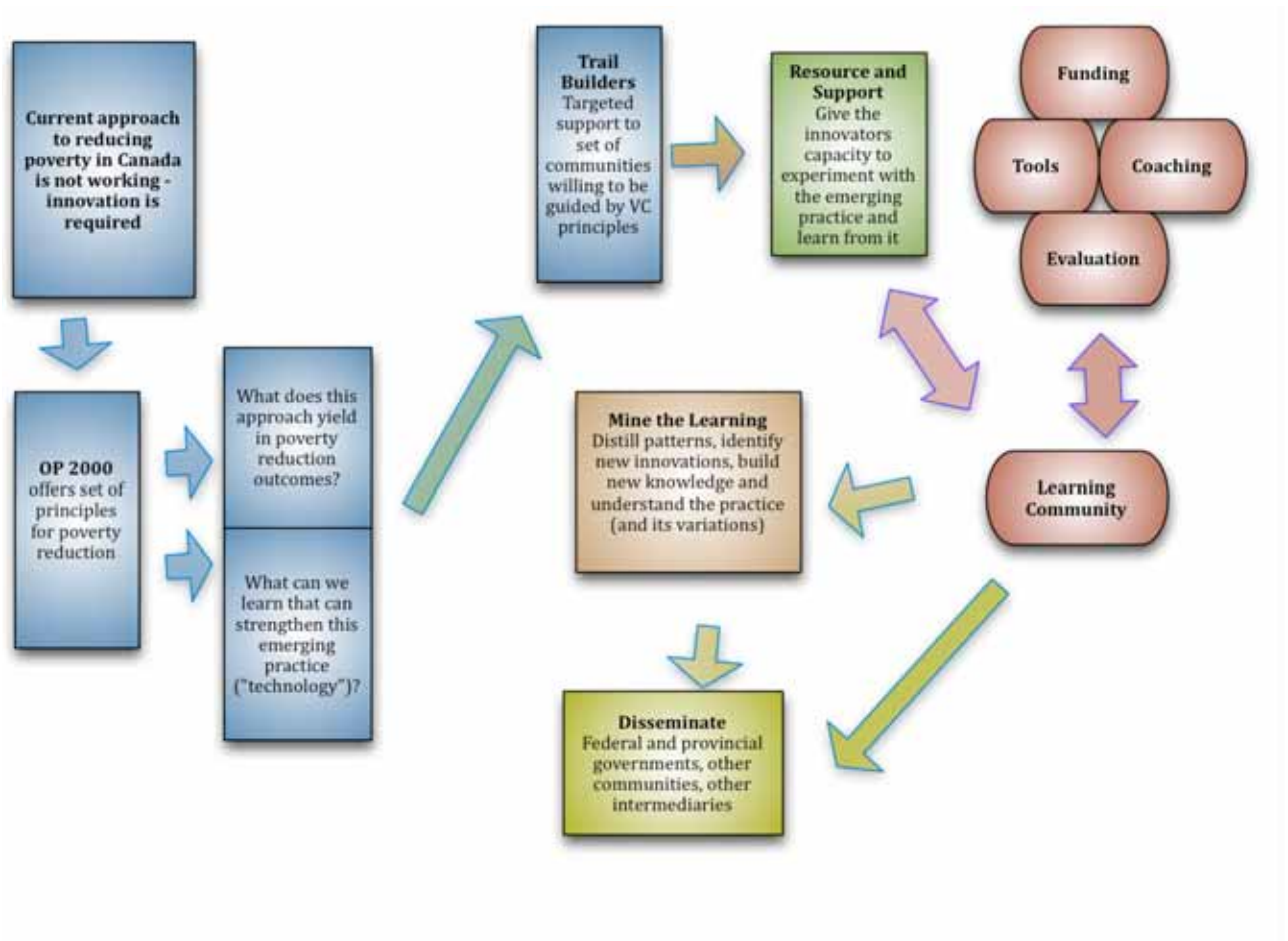 Current approach
to reducing
poverty in Canada
is not working -
innovation is
required
OP 2000
offers set of
principles
for poverty
reduction
What does this
approach yield
in poverty
reduction
outcomes?
What can we
learn that can
strengthen this
emerging
practice
("technology")?
Trail
Builders
Targeted
support to
set of
communities
willing to be
guided by VC
principles
Resource and
Support
Give the
innovators
capacity to
experiment with
the emerging
practice and
learn from it
Funding
Tools
Coaching
Evaluation
Learning
Community
Mine the Learning
Distill patterns, identify
new innovations, build
new knowledge and
understand the practice
(and its variations)
Disseminate
Federal and provincial
governments, other
communities, other
intermediaries